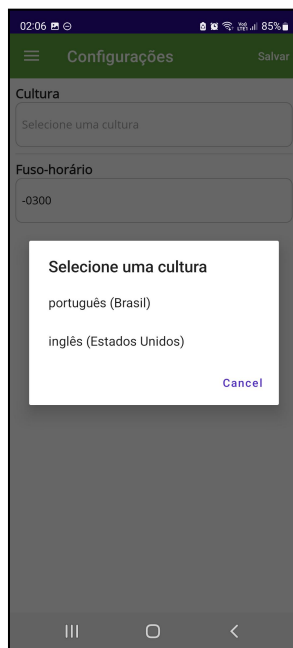 02:06 85%
Configurações Salvar
Cultura
Selecione uma cultura
Fuso-horário
-0300
Selecione uma cultura
português (Brasil)
inglês (Estados Unidos)
Cancel